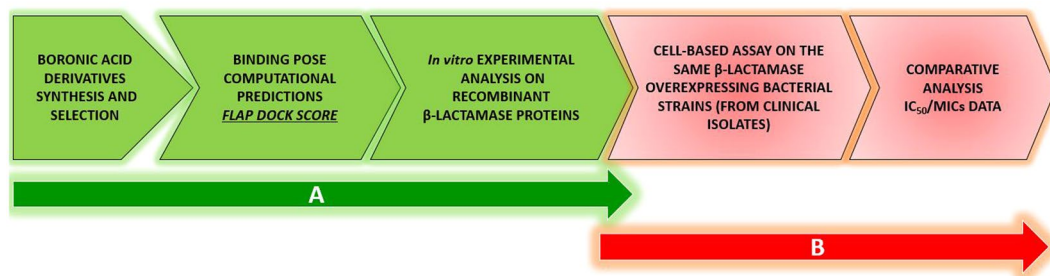 BORONIC ACID
DERIVATIVES
SYNTHESIS AND
SELECTION
BINDING POSE
COMPUTATIONAL
PREDICTIONS
FLAP DOCK SCORE
In vitro EXPERIMENTAL
ANALYSIS ON
RECOMBINANT
β-LACTAMASE PROTEINS
CELL-BASED ASSAY ON THE
SAME β-LACTAMASE
OVEREXPRESSING BACTERIAL
STRAINS (FROM CLINICAL
ISOLATES)
COMPARATIVE
ANALYSIS
IC₅₀/MICs DATA
A
B